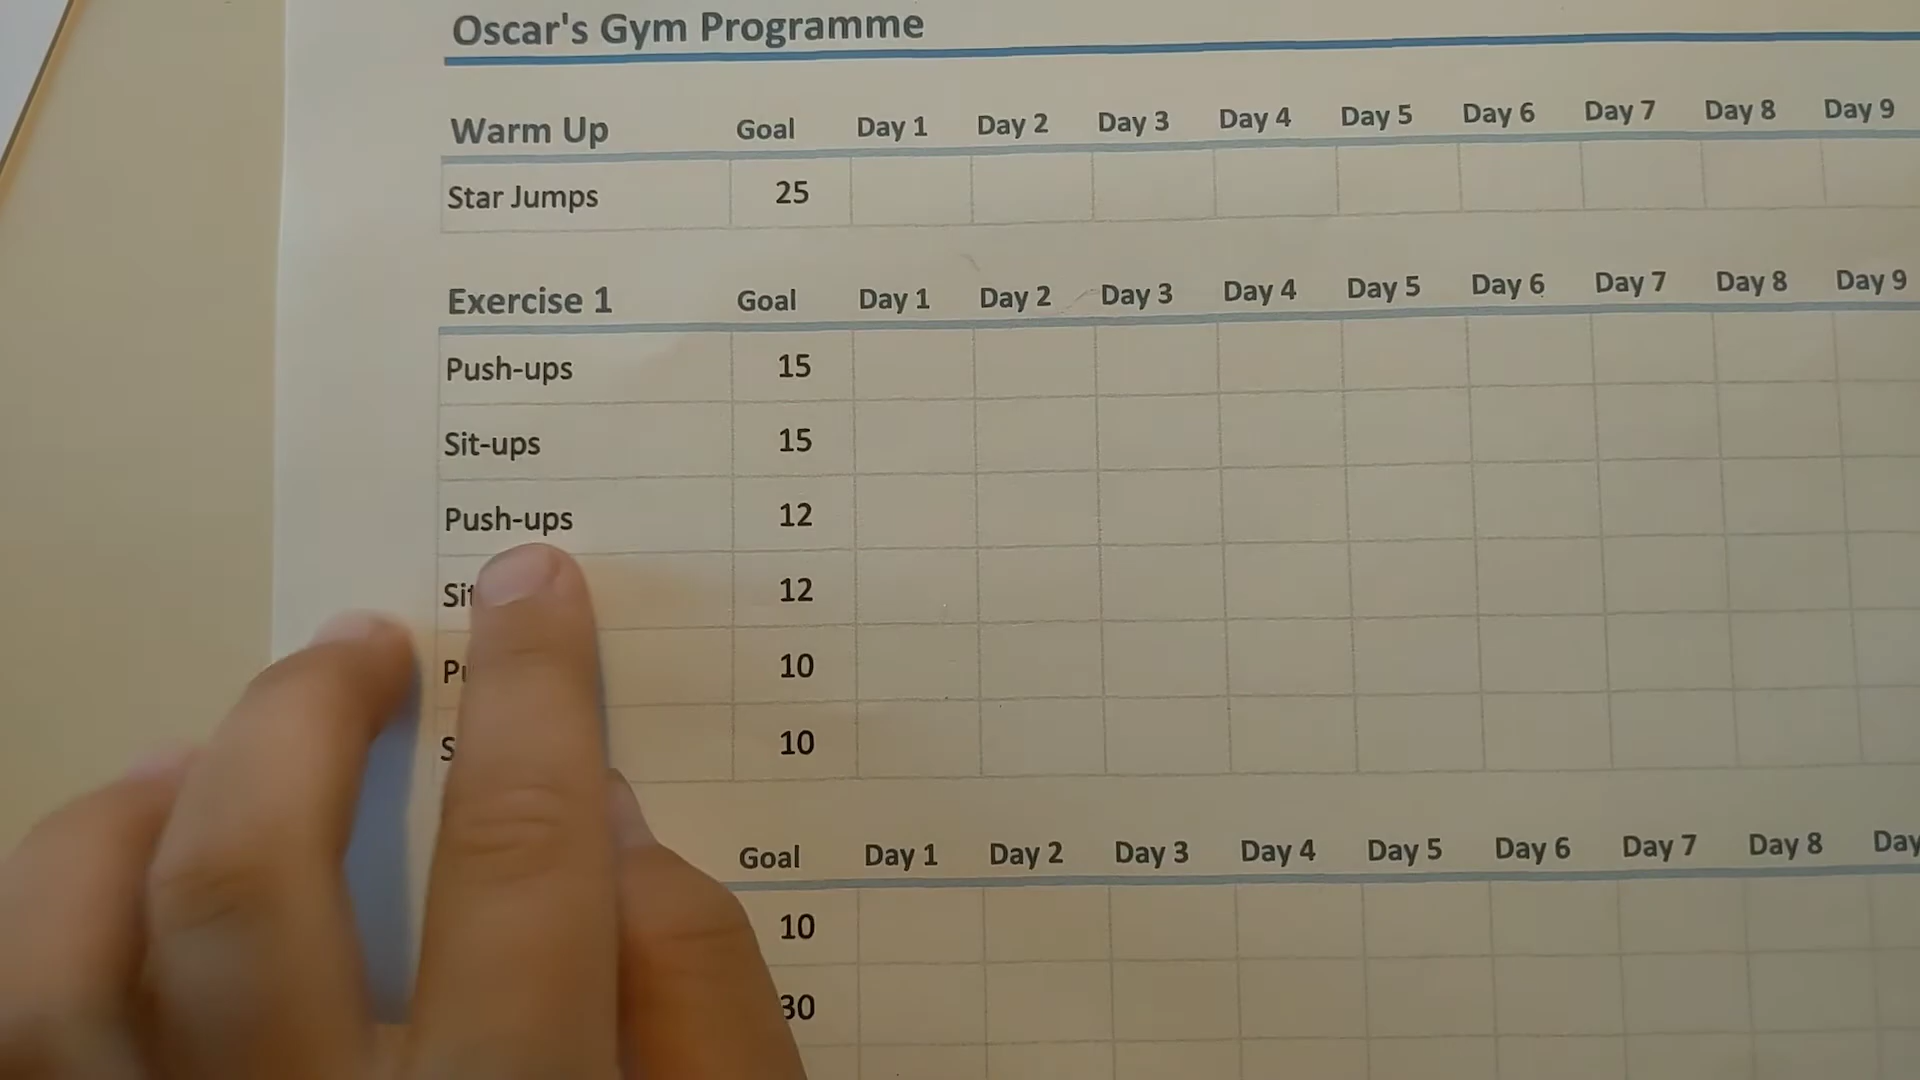 Oscar's Gym Programme
Warm Up Goal Day 1 Day 2 Day 3 Day 4 Day 5 Day 6 Day 7 Day 8 Day 9
Star Jumps 25
Exercise 1 Goal Day 1 Day 2 Day 3 Day 4 Day 5 Day 6 Day 7 Day 8 Day 9
Push-ups 15
Sit-ups 15
Push-ups 12
12
10
10
Goal Day 1 Day 2 Day 3 Day 4 Day 5 Day 6 Day 7 Day 8 Day
10
30